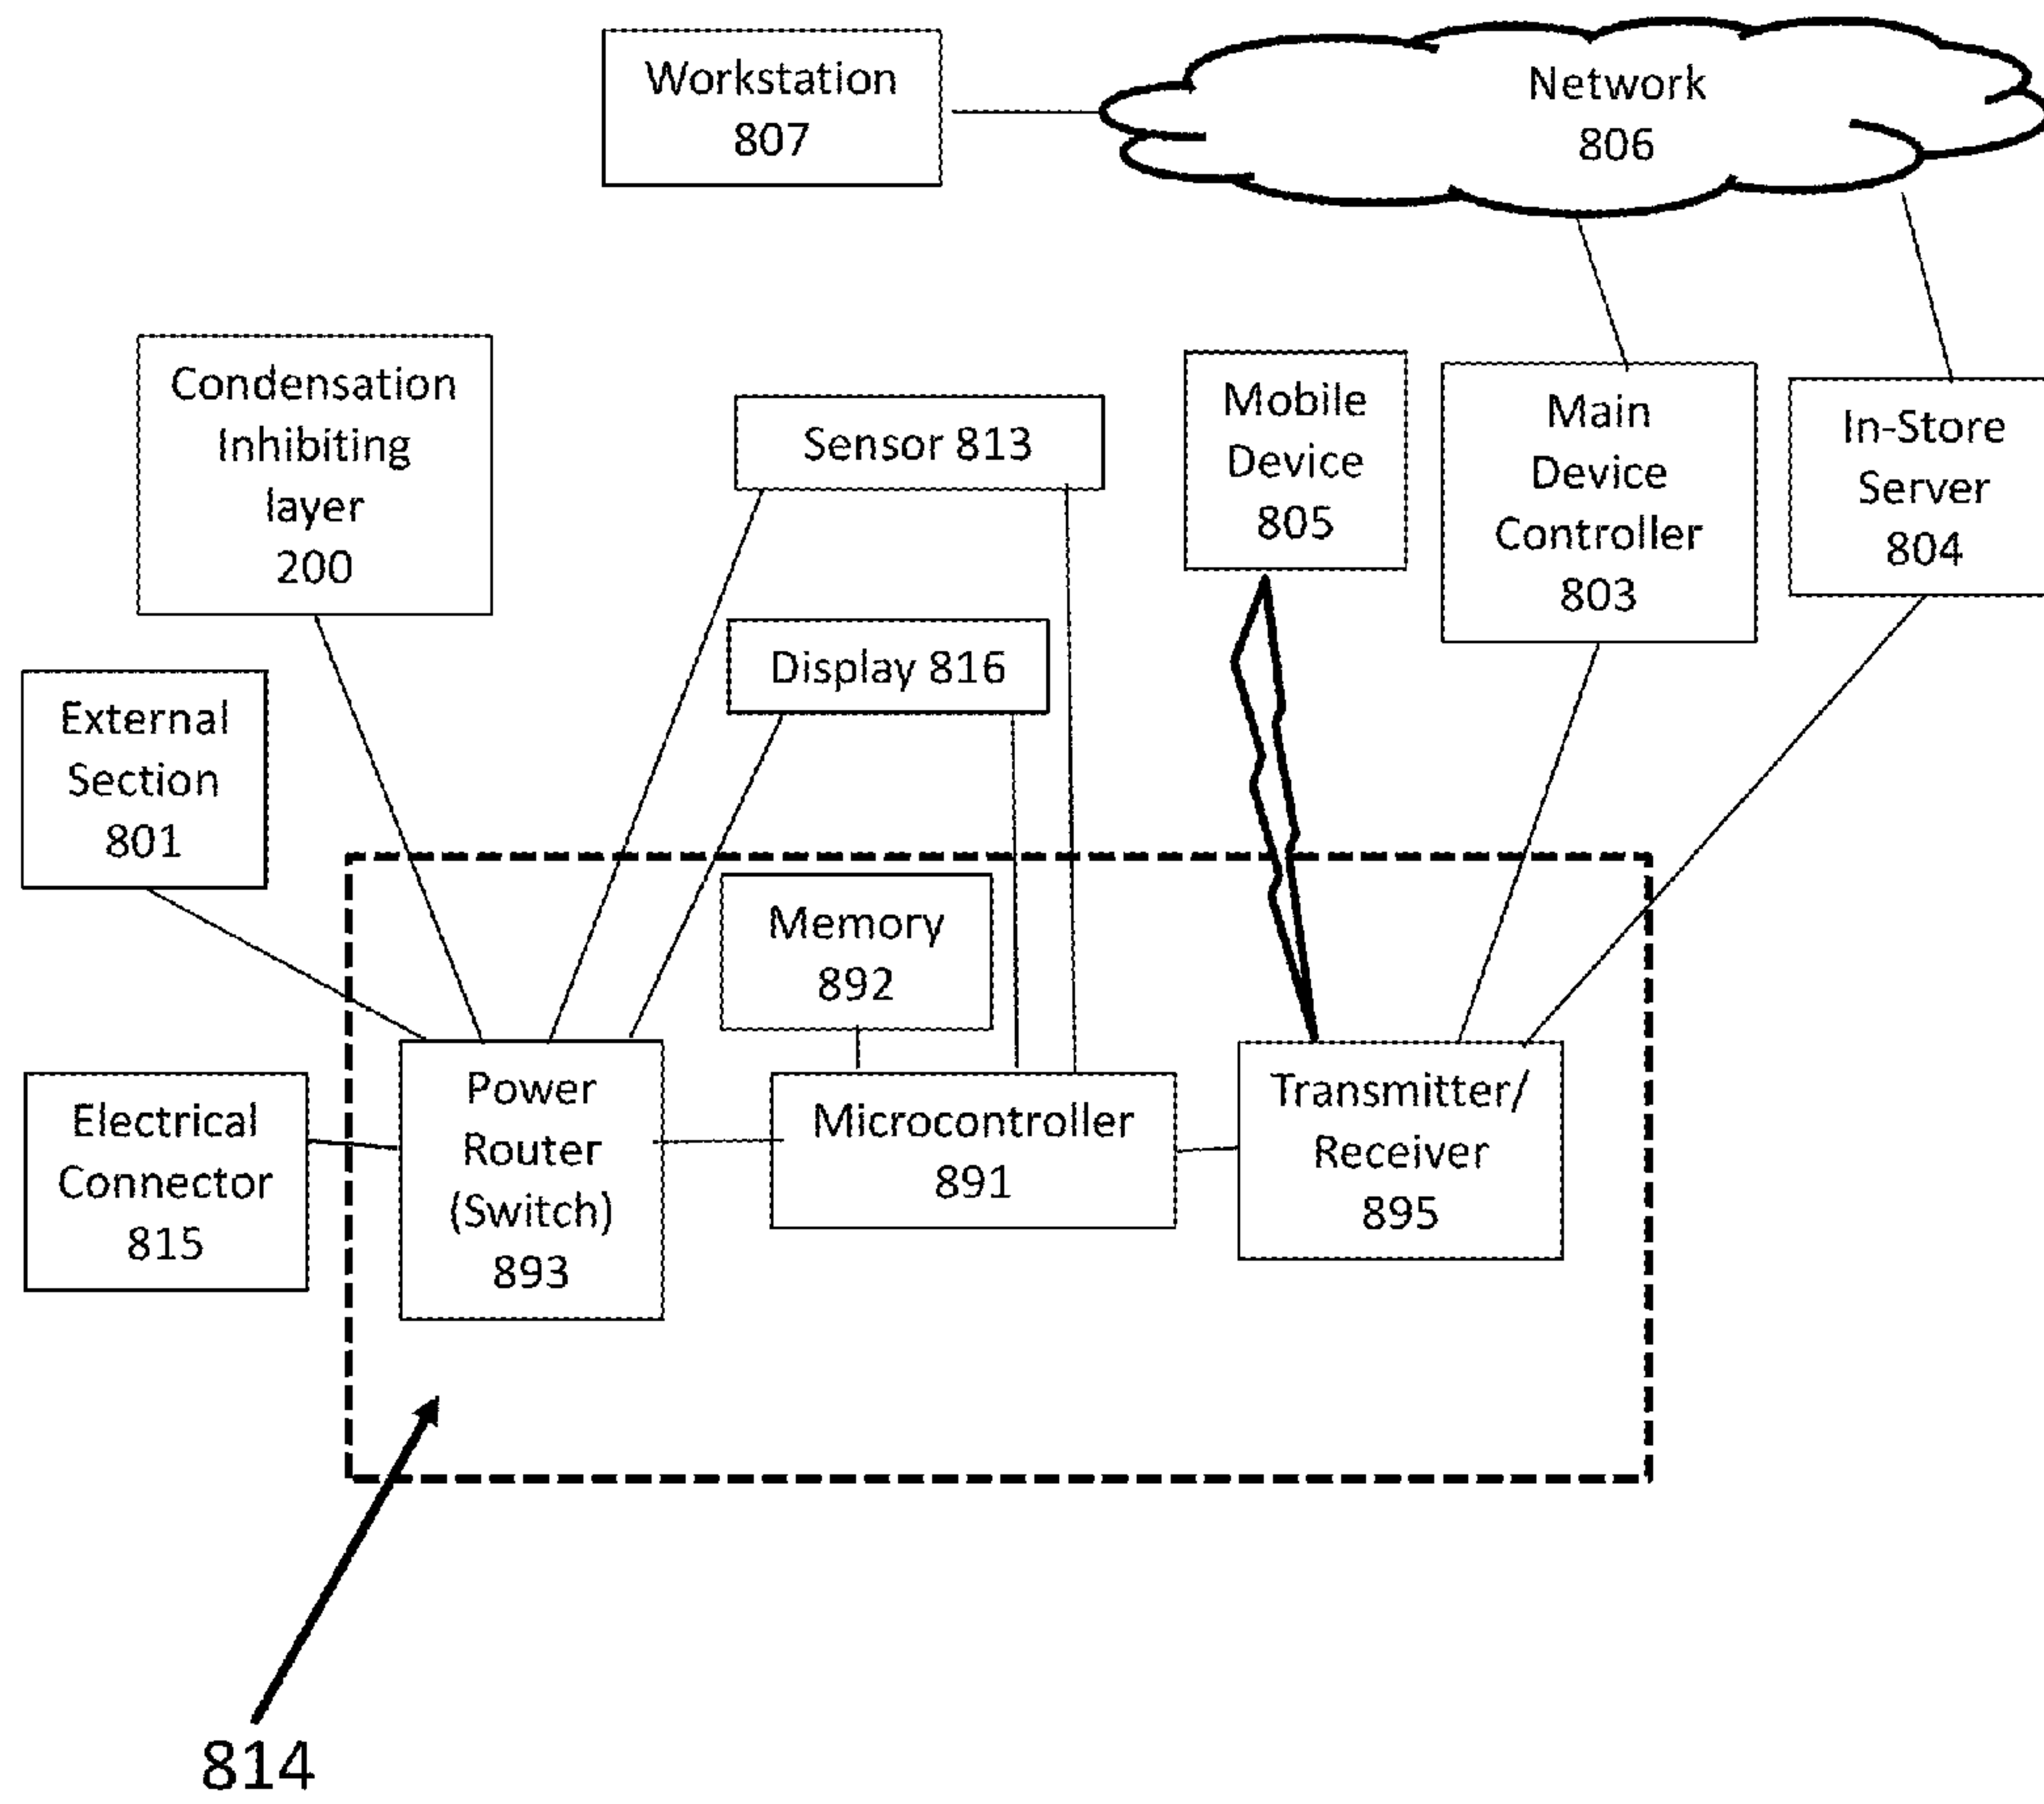 Workstation
807
Network
806
Condensation
Inhibiting
layer
200
Sensor 813
Mobile
Device
805
Main
Device
Controller
803
In-Store
Server
804
External
Section
801
Display 816
Memory
892
Electrical
Connector
815
Power
Router
(Switch)
893
Microcontroller
891
Transmitter/
Receiver
895
814